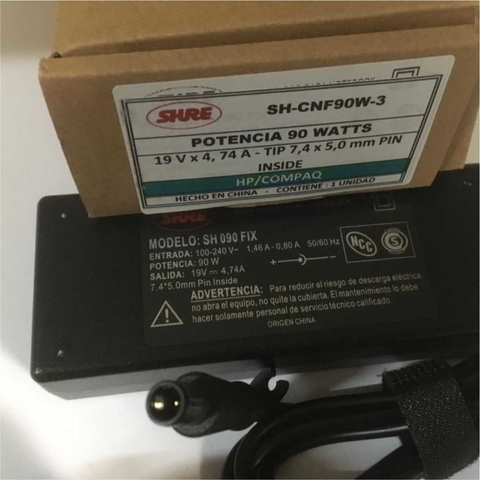 SHURE
SH-CNF90W-3
POTENCIA 90 WATTS
19 V x 4, 74 A - TIP 7,4 x 5,0 mm PIN
INSIDE
HP/COMPAQ
HECHO EN CHINA - CONTIENE : 1 UNIDAD
SHURE
MODELO: SH 090 FIX
ENTRADA: 100-240 V~ 1,46 A - 0,80 A 50/60 Hz
POTENCIA: 90 W
SALIDA: 19V ⎓ 4,74A
7.4*5.0mm Pin Inside
NCC
S
ADVERTENCIA: Para reducir el riesgo de descarga eléctrica,
no abra el equipo, no quite la cubierta. El mantenimiento lo debe
hacer solamente personal de servicio técnico calificado.
ORIGEN CHINA